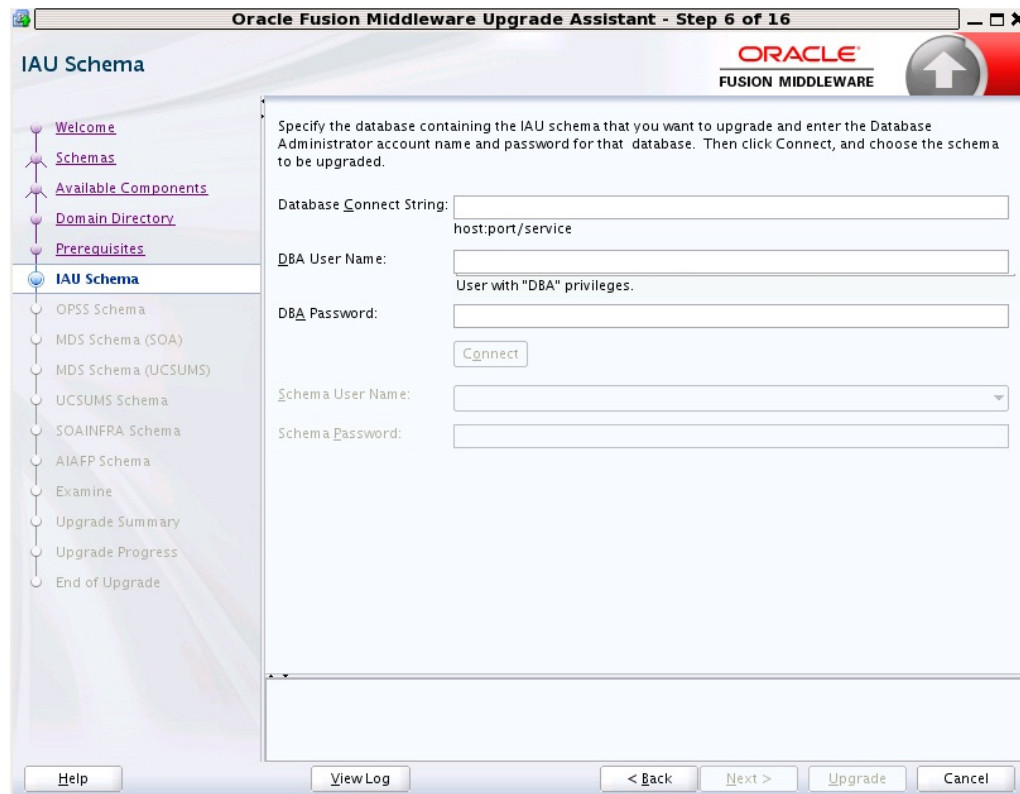 Oracle Fusion Middleware Upgrade Assistant - Step 6 of 16
IAU Schema
ORACLE
FUSION MIDDLEWARE
Welcome
Schemas
Available Components
Domain Directory
Prerequisites
IAU Schema
OPSS Schema
MDS Schema (SOA)
MDS Schema (UCSUMS)
UCSUMS Schema
SOAINFRA Schema
AIAFP Schema
Examine
Upgrade Summary
Upgrade Progress
End of Upgrade
Specify the database containing the IAU schema that you want to upgrade and enter the Database
Administrator account name and password for that database. Then click Connect, and choose the schema
to be upgraded.
Database Connect String:
host:port/service
DBA User Name:
User with "DBA" privileges.
DBA Password:
Connect
Schema User Name:
Schema Password:
Help
View Log
< Back
Next >
Upgrade
Cancel